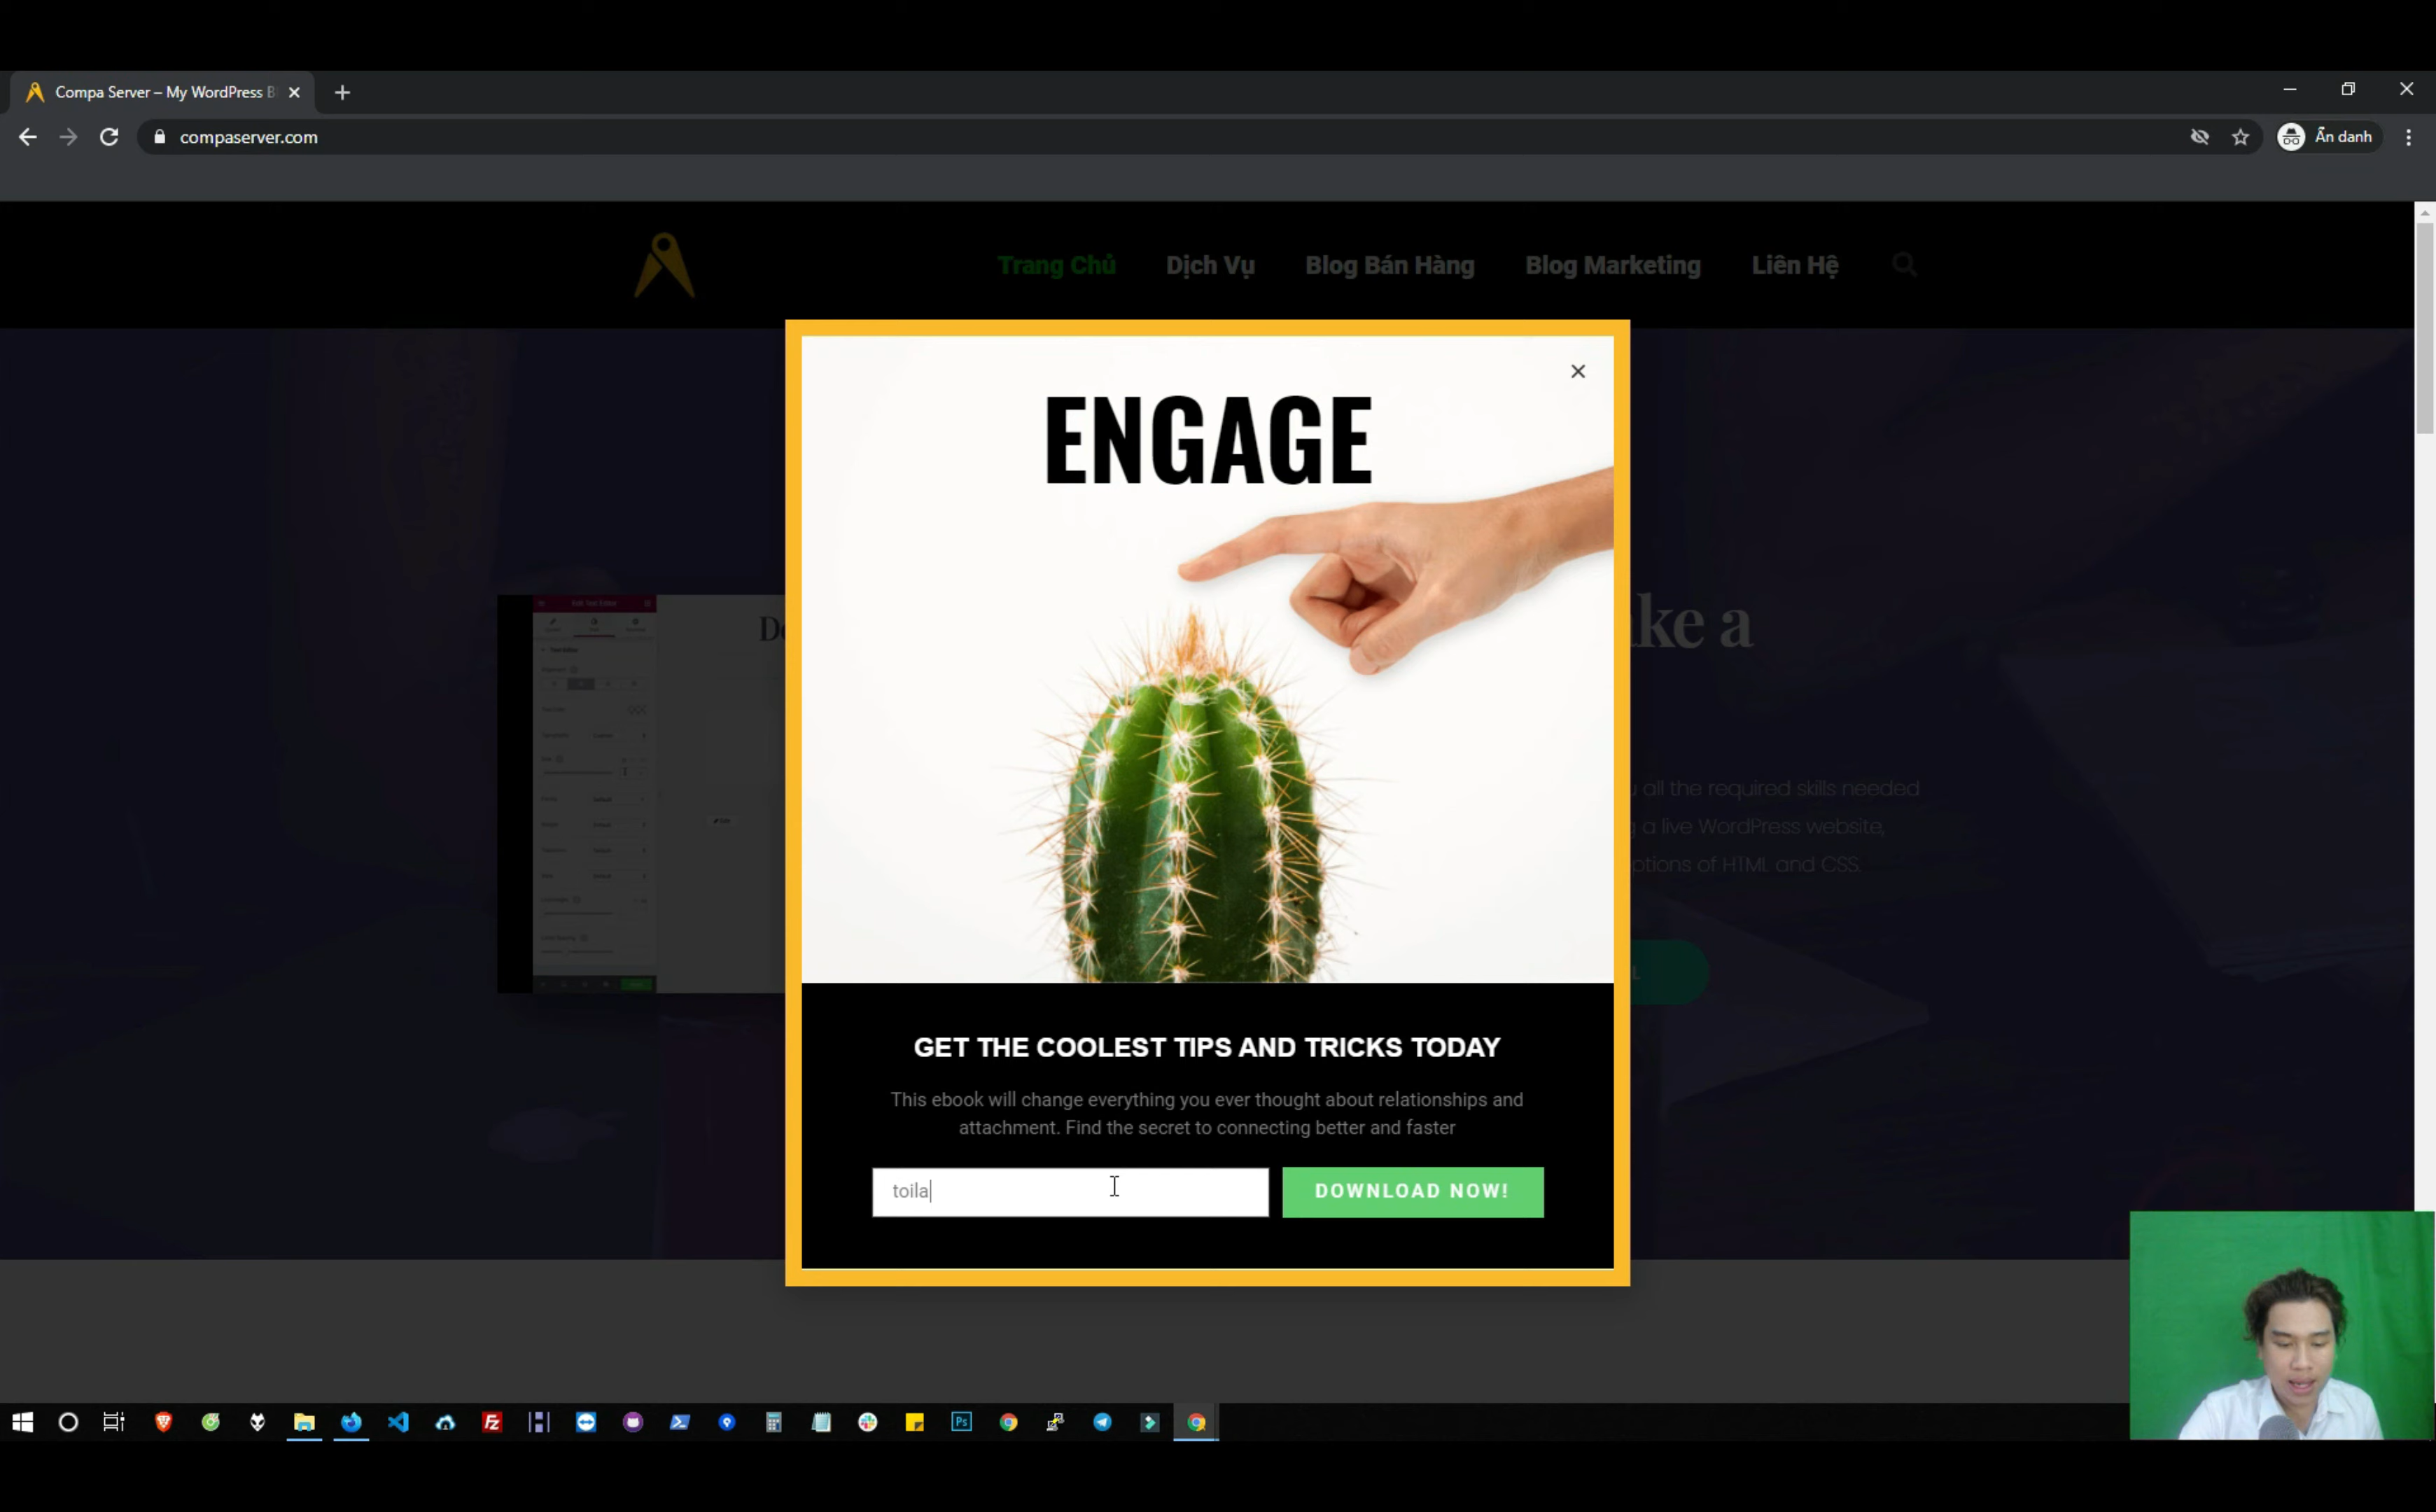 Compa Server – My WordPress B
compaserver.com
Ẩn danh
Trang Chủ
Dịch Vụ
Blog Bán Hàng
Blog Marketing
Liên Hệ
ENGAGE
ke a
all the required skills needed
a live WordPress website,
ptions of HTML and CSS.
GET THE COOLEST TIPS AND TRICKS TODAY
This ebook will change everything you ever thought about relationships and
attachment. Find the secret to connecting better and faster
toila
DOWNLOAD NOW!
Fz
Ps